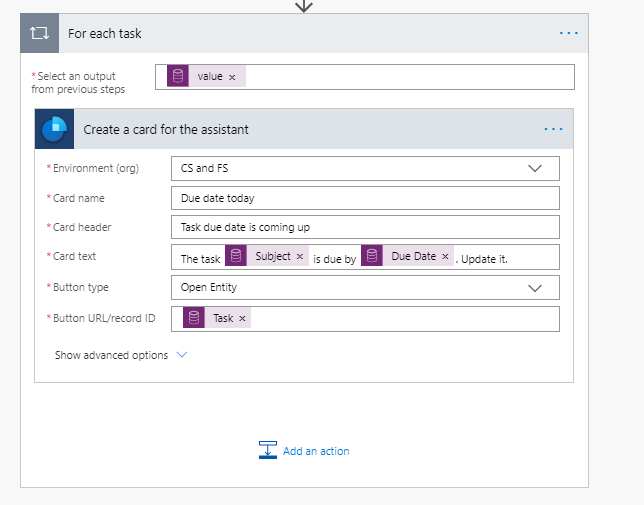 For each task
...
* Select an output
from previous steps
value ×
Create a card for the assistant
...
* Environment (org) CS and FS
* Card name Due date today
* Card header Task due date is coming up
* Card text The task Subject × is due by Due Date × . Update it.
* Button type Open Entity
* Button URL/record ID Task ×
Show advanced options
Add an action